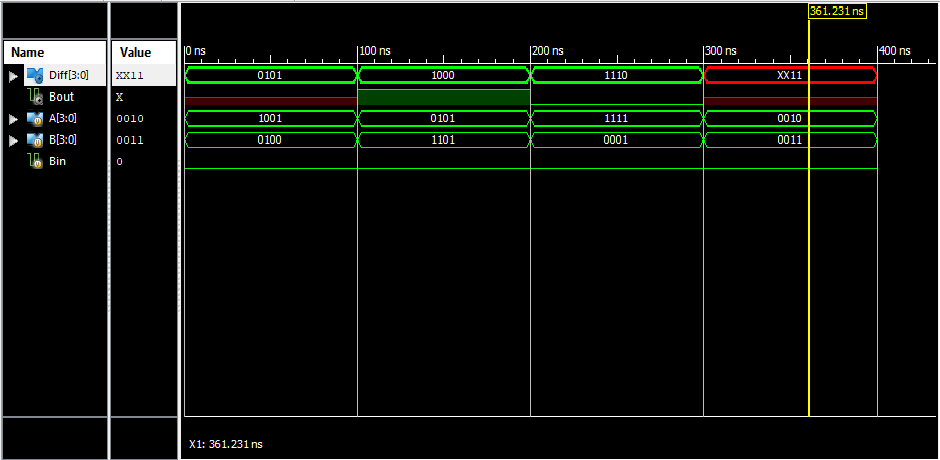 361.231 ns
Name Value 0 ns 100 ns 200 ns 300 ns 400 ns
Diff[3:0] XX11 0101 1000 1110 XX11
Bout X
A[3:0] 0010 1001 0101 1111 0010
B[3:0] 0011 0100 1101 0001 0011
Bin 0
X1: 361.231 ns